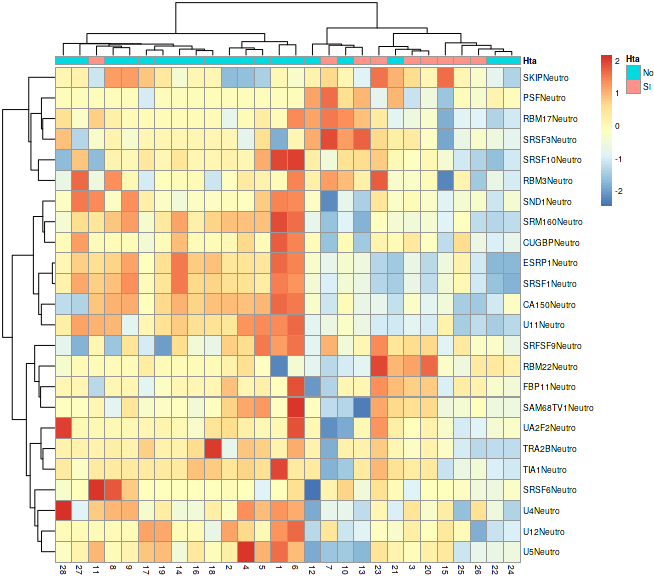 Hta
2
1
0
-1
-2
Hta
No
SI
SKIPNeutro
PSFNeutro
RBM17Neutro
SRSF3Neutro
SRSF10Neutro
RBM3Neutro
SND1Neutro
SRM160Neutro
CUGBPNeutro
ESRP1Neutro
SRSF1Neutro
CA150Neutro
U11Neutro
SRFSF9Neutro
RBM22Neutro
FBP11Neutro
SAM68TV1Neutro
UA2F2Neutro
TRA2BNeutro
TIA1Neutro
SRSF6Neutro
U4Neutro
U12Neutro
U5Neutro
28 27 11 8 9 17 19 14 16 18 2 4 5 1 6 12 7 10 13 23 21 3 20 15 25 26 22 24